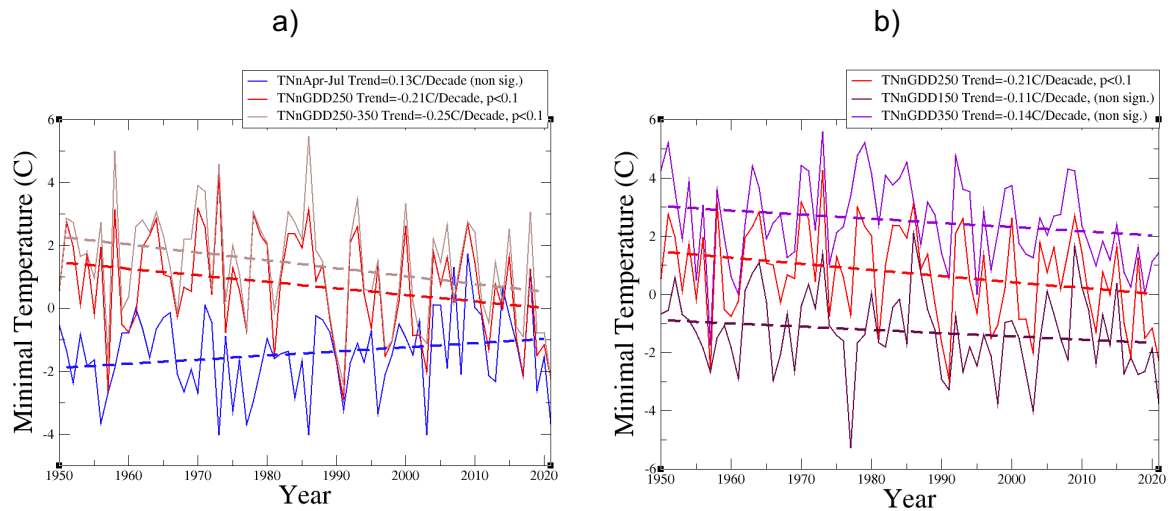 a)
TNnApr-Jul Trend=0.13C/Decade (non sig.)
TNnGDD250 Trend=-0.21C/Decade, p<0.1
TNnGDD250-350 Trend=-0.25C/Decade, p<0.1
6
4
2
0
-2
-4
Minimal Temperature (C)
1950 1960 1970 1980 1990 2000 2010 2020
Year
b)
TNnGDD250 Trend=-0.21C/Deacade, p<0.1
TNnGDD150 Trend=-0.11C/Decade, (non sign.)
TNnGDD350 Trend=-0.14C/Decade, (non sig.)
6
4
2
0
-2
-4
-6
Minimal Temperature (C)
1950 1960 1970 1980 1990 2000 2010 2020
Year